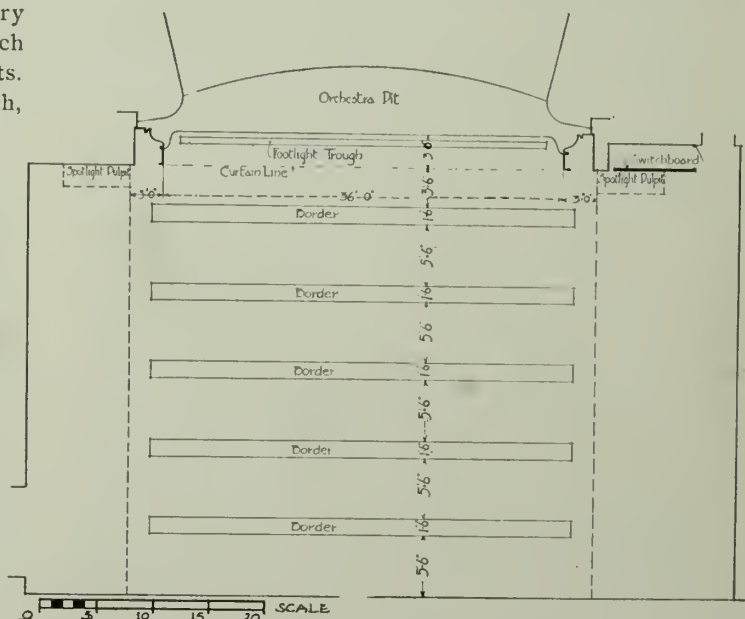 ry
ch
ts.
h,
Orchestra Pit
Footlight Trough
Curtain Line
Spotlight Pulpit
witchboard
Spotlight Pulpit
3'0"
36'-0"
3'-0"
3'0"
3'6"
Border
1'6"
5'6"
Border
1'6"
5'6"
Border
1'6"
5'6"
Border
1'6"
5'6"
Border
1'6"
5'6"
0 5 10 15 20
SCALE